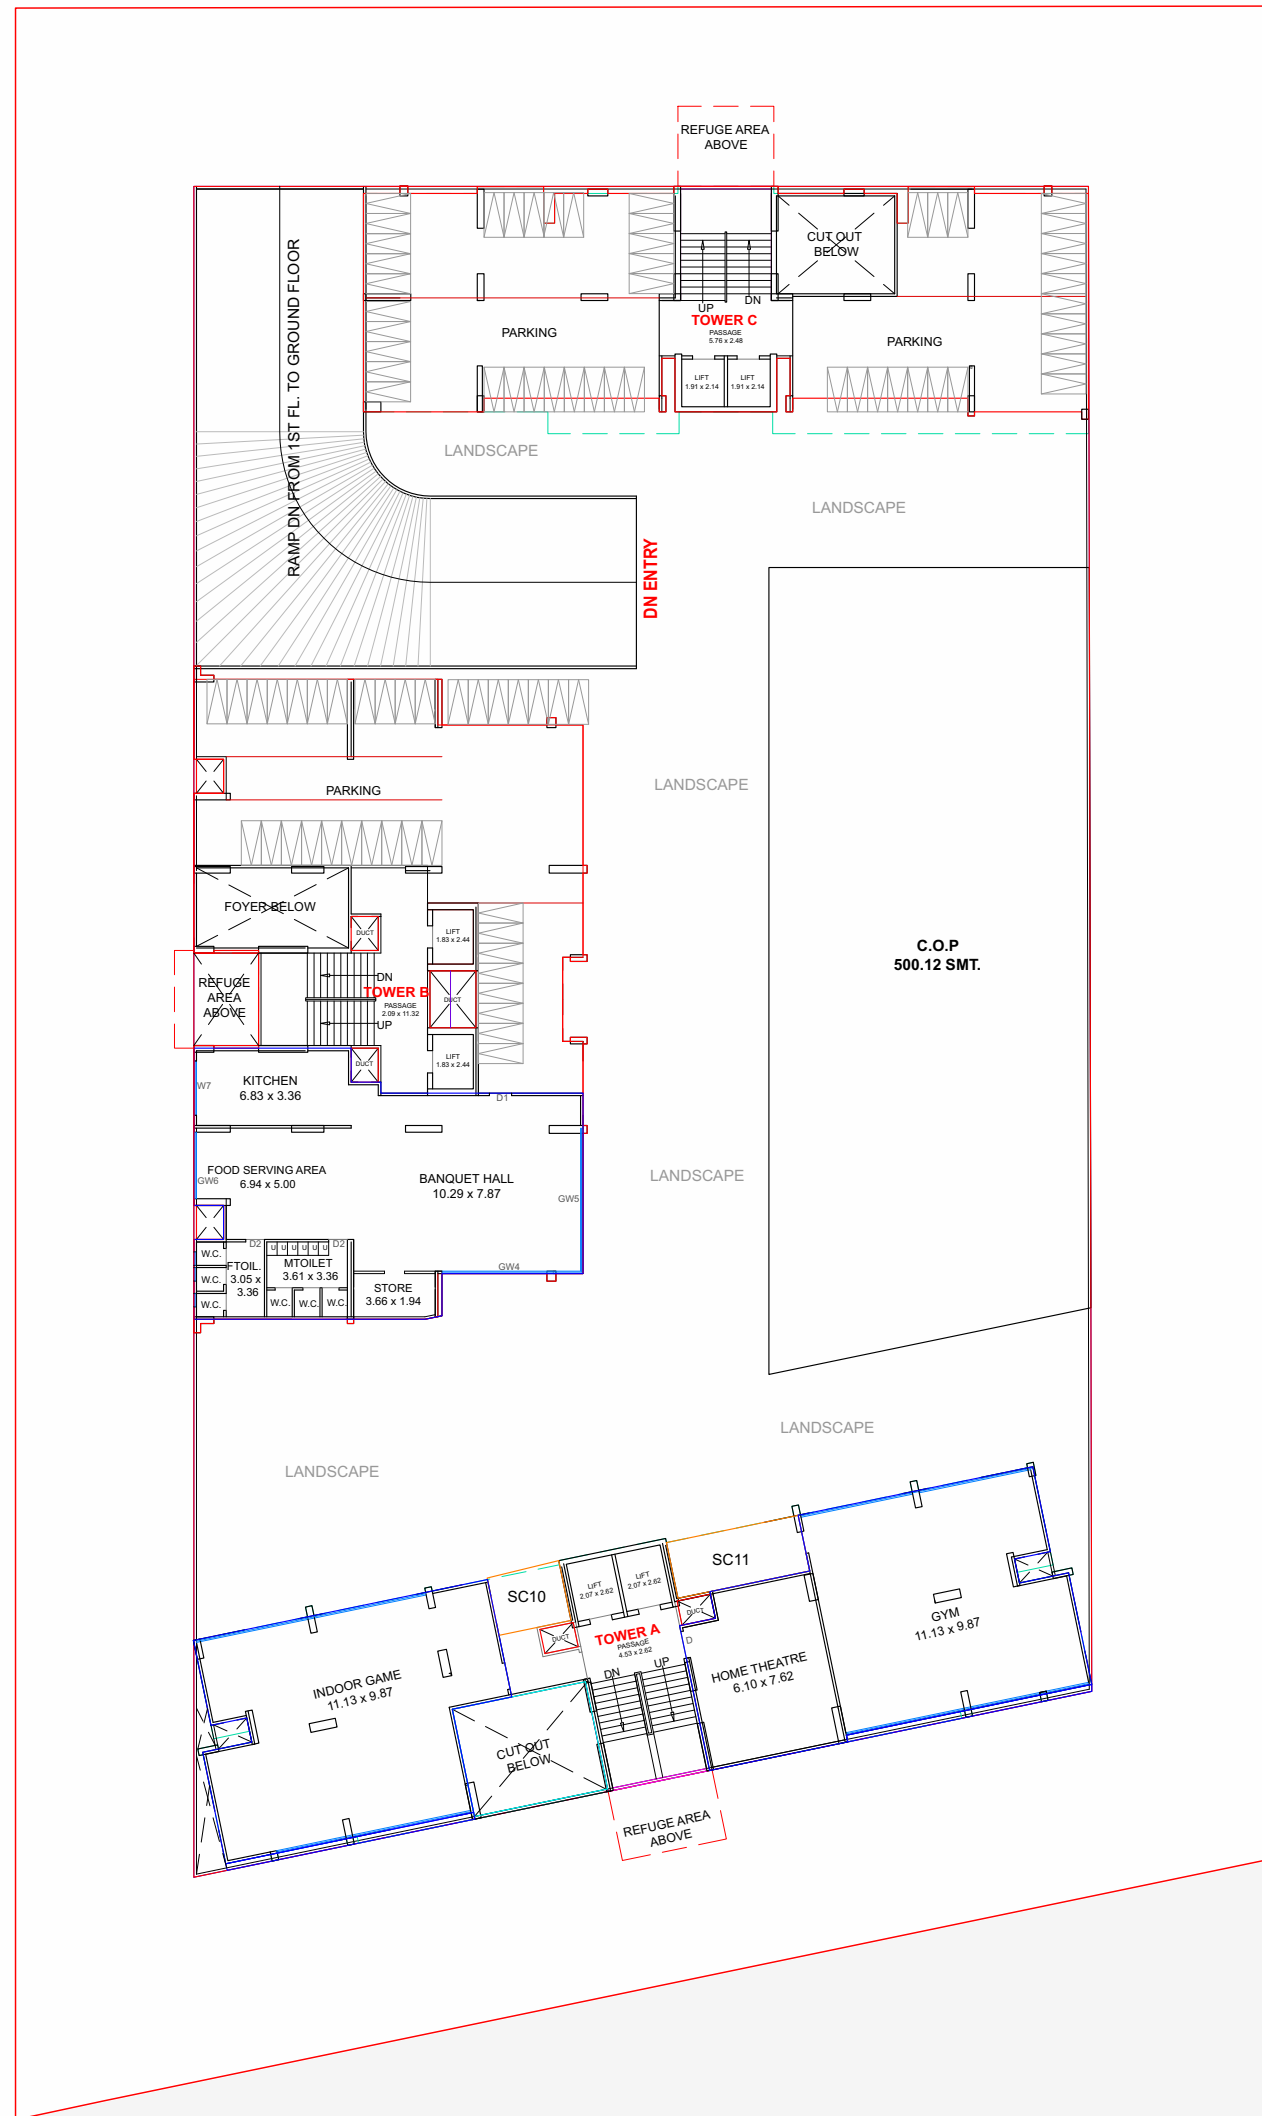 REFUGE AREA
ABOVE
CUT OUT
BELOW
UP
DN
TOWER C
PASSAGE
5.76 x 2.48
PARKING
PARKING
LIFT
1.91 x 2.14
LIFT
1.91 x 2.14
RAMP DN FROM 1ST FL. TO GROUND FLOOR
LANDSCAPE
LANDSCAPE
DN ENTRY
LANDSCAPE
PARKING
FOYER BELOW
DUCT
LIFT
1.83 x 2.44
C.O.P
500.12 SMT.
REFUGE
AREA
ABOVE
DN
TOWER B
PASSAGE
2.09 x 11.32
UP
DUCT
LIFT
1.83 x 2.44
DUCT
KITCHEN
6.83 x 3.36
W7
D1
FOOD SERVING AREA
6.94 x 5.00
GW6
BANQUET HALL
10.29 x 7.87
GW5
LANDSCAPE
D2
D2
U U U U U U
W.C.
W.C.
W.C.
FTOIL.
3.05 x
3.36
MTOILET
3.61 x 3.36
W.C.
W.C.
W.C.
STORE
3.66 x 1.94
GW4
LANDSCAPE
LANDSCAPE
SC10
LIFT
2.07 x 2.62
LIFT
2.07 x 2.62
SC11
DUCT
DUCT
TOWER A
PASSAGE
4.53 x 2.62
D
DN
UP
GYM
11.13 x 9.87
HOME THEATRE
6.10 x 7.62
INDOOR GAME
11.13 x 9.87
CUT OUT
BELOW
REFUGE AREA
ABOVE